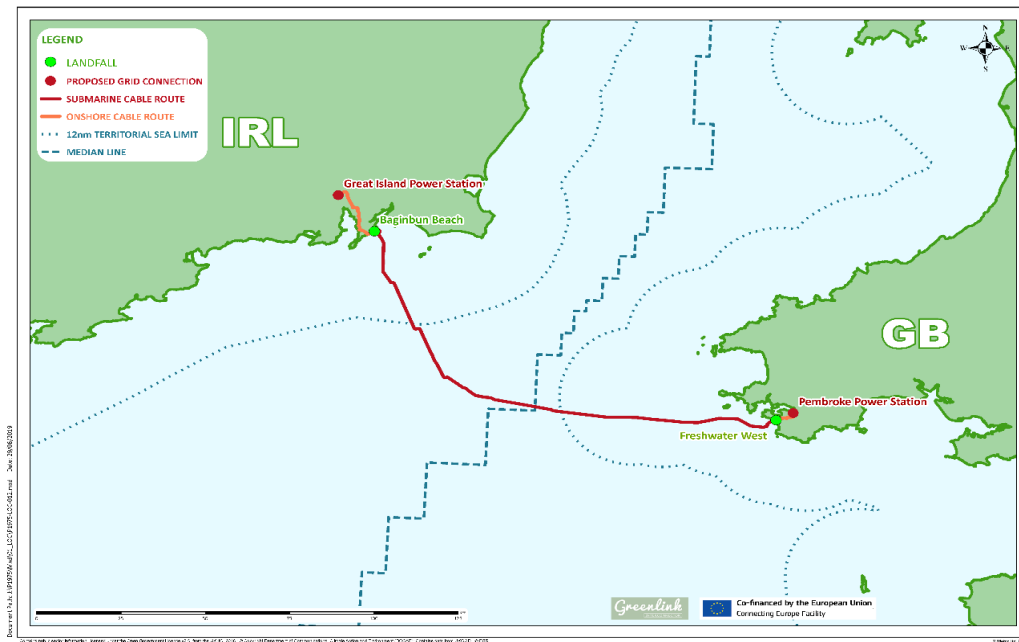 LEGEND
LANDFALL
PROPOSED GRID CONNECTION
SUBMARINE CABLE ROUTE
ONSHORE CABLE ROUTE
12nm TERRITORIAL SEA LIMIT
MEDIAN LINE
N
W
E
S
IRL
Great Island Power Station
Baginbun Beach
GB
Pembroke Power Station
Freshwater West
Greenlink
Co-financed by the European Union
Connecting Europe Facility